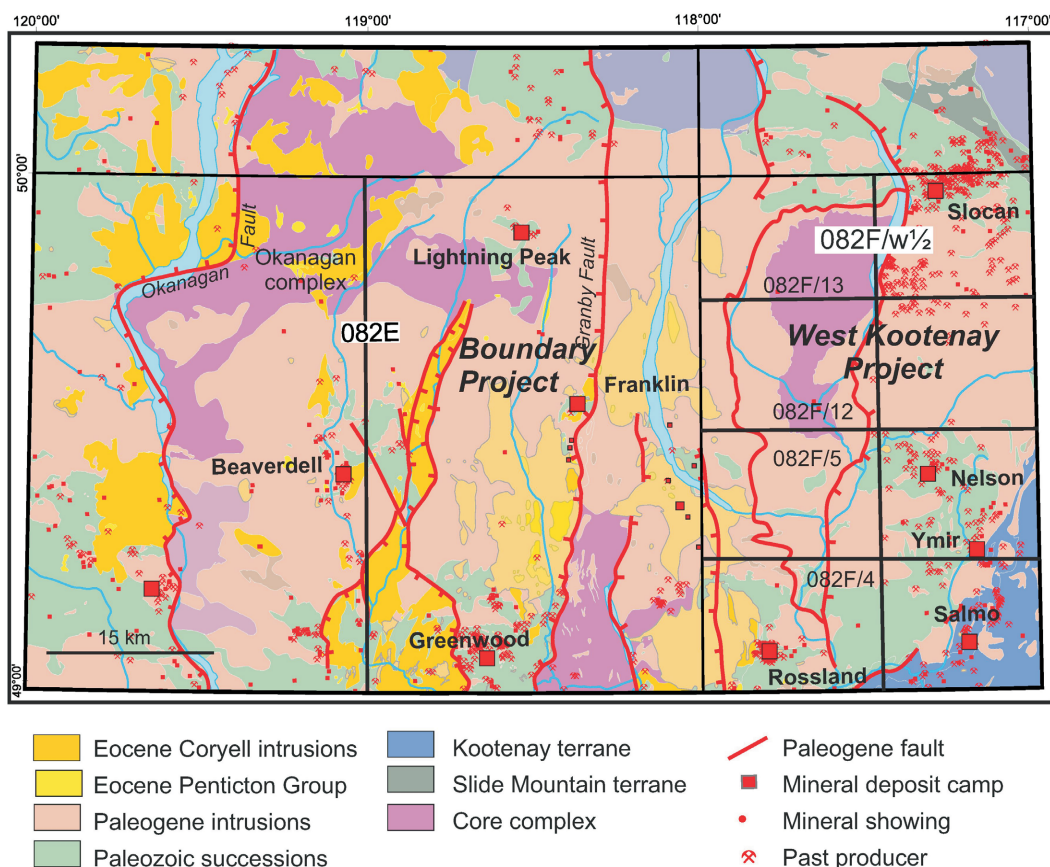 120°00'
119°00'
118°00'
117°00'
50°00'
Slocan
Fault
082F/w½
Okanagan
complex
Lightning Peak
Okanagan
082F/13
Granby Fault
082E
Boundary
Project
West Kootenay
Project
Franklin
082F/12
Beaverdell
082F/5
Nelson
Ymir
082F/4
Salmo
15 km
Greenwood
Rossland
49°00'
Eocene Coryell intrusions
Eocene Penticton Group
Paleogene intrusions
Paleozoic successions
Kootenay terrane
Slide Mountain terrane
Core complex
Paleogene fault
Mineral deposit camp
Mineral showing
Past producer